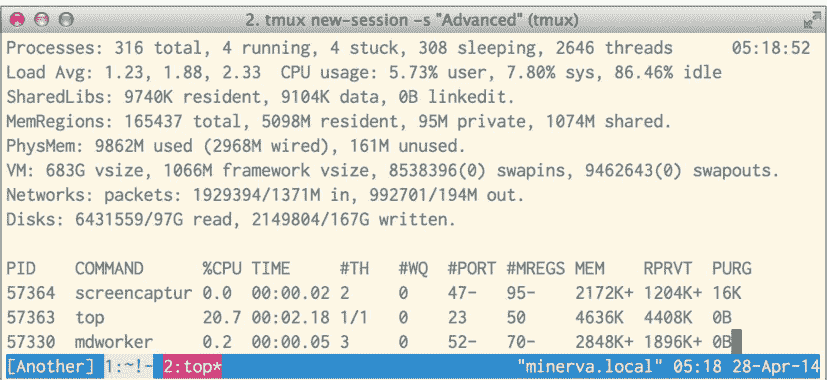 2. tmux new-session -s "Advanced" (tmux)
Processes: 316 total, 4 running, 4 stuck, 308 sleeping, 2646 threads 05:18:52
Load Avg: 1.23, 1.88, 2.33 CPU usage: 5.73% user, 7.80% sys, 86.46% idle
SharedLibs: 9740K resident, 9104K data, 0B linkedit.
MemRegions: 165437 total, 5098M resident, 95M private, 1074M shared.
PhysMem: 9862M used (2968M wired), 161M unused.
VM: 683G vsize, 1066M framework vsize, 8538396(0) swapins, 9462643(0) swapouts.
Networks: packets: 1929394/1371M in, 992701/194M out.
Disks: 6431559/97G read, 2149804/167G written.
PID COMMAND %CPU TIME #TH #WQ #PORT #MREGS MEM RPRVT PURG
57364 screencaptur 0.0 00:00.02 2 0 47- 95- 2172K+ 1204K+ 16K
57363 top 20.7 00:02.18 1/1 0 23 50 4636K 4408K 0B
57330 mdworker 0.2 00:00.05 3 0 52- 70- 2848K+ 1896K+ 0B
[Another] 1:~!- 2:top* "minerva.local" 05:18 28-Apr-14